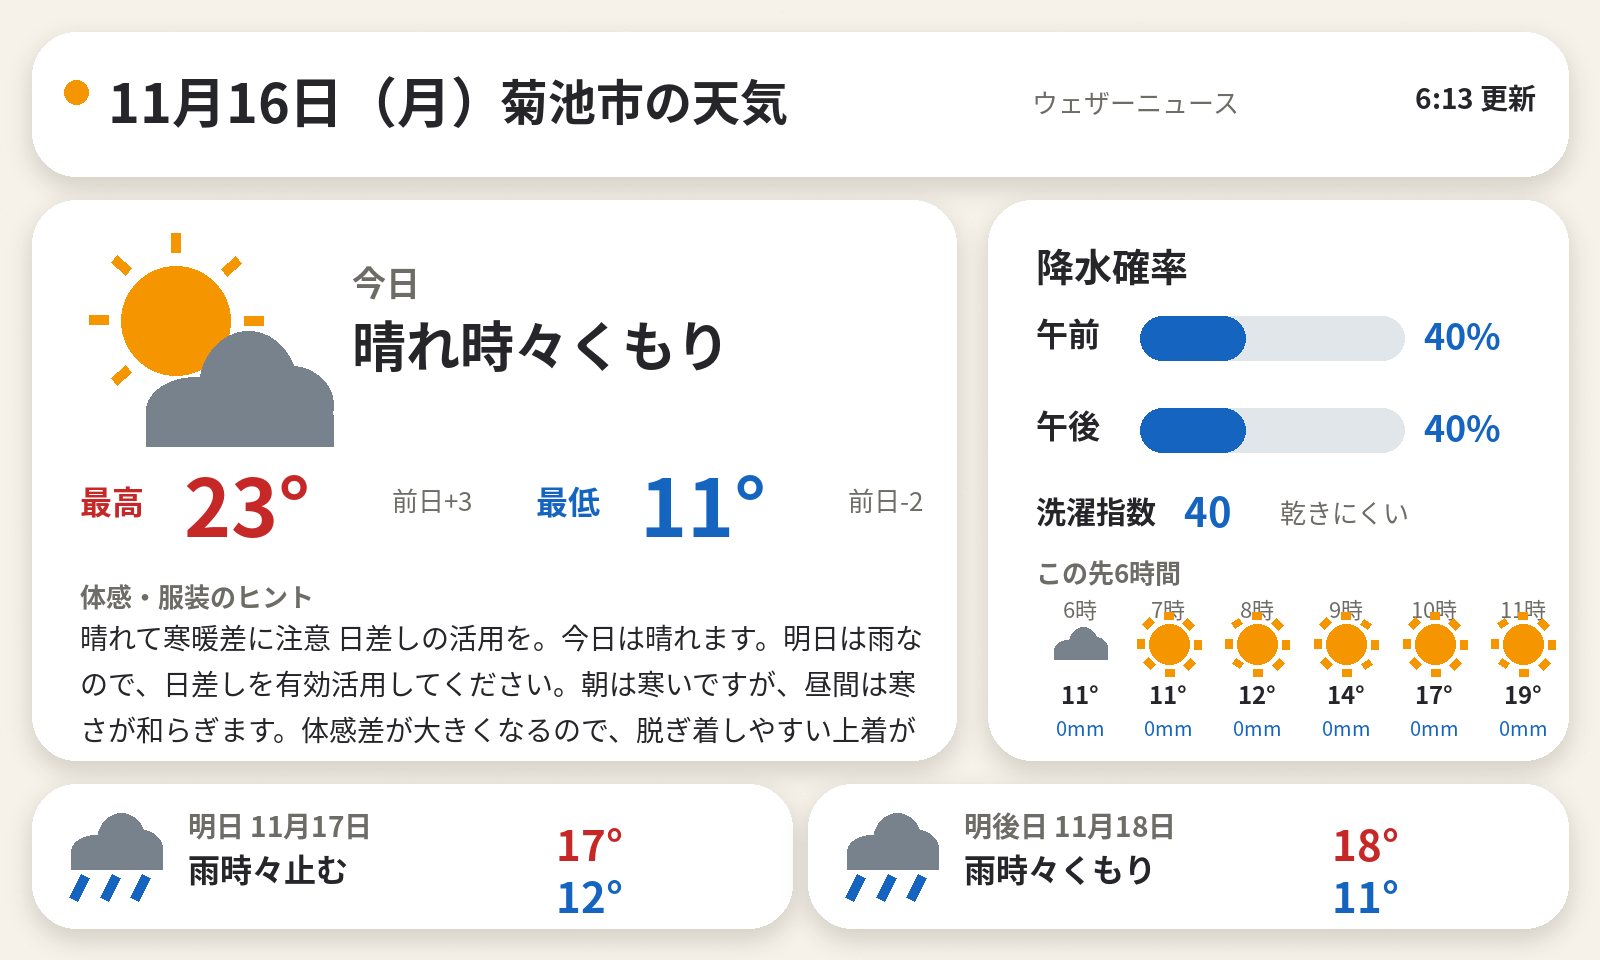 11月16日（月）菊池市の天気
ウェザーニュース
6:13 更新
今日
晴れ時々くもり
最高 23° 前日+3 最低 11° 前日-2
体感・服装のヒント
晴れて寒暖差に注意 日差しの活用を。今日は晴れます。明日は雨な
ので、日差しを有効活用してください。朝は寒いですが、昼間は寒
さが和らぎます。体感差が大きくなるので、脱ぎ着しやすい上着が
降水確率
午前 40%
午後 40%
洗濯指数 40 乾きにくい
この先6時間
6時 7時 8時 9時 10時 11時
11° 11° 12° 14° 17° 19°
0mm 0mm 0mm 0mm 0mm 0mm
明日 11月17日
雨時々止む
17°
12°
明後日 11月18日
雨時々くもり
18°
11°